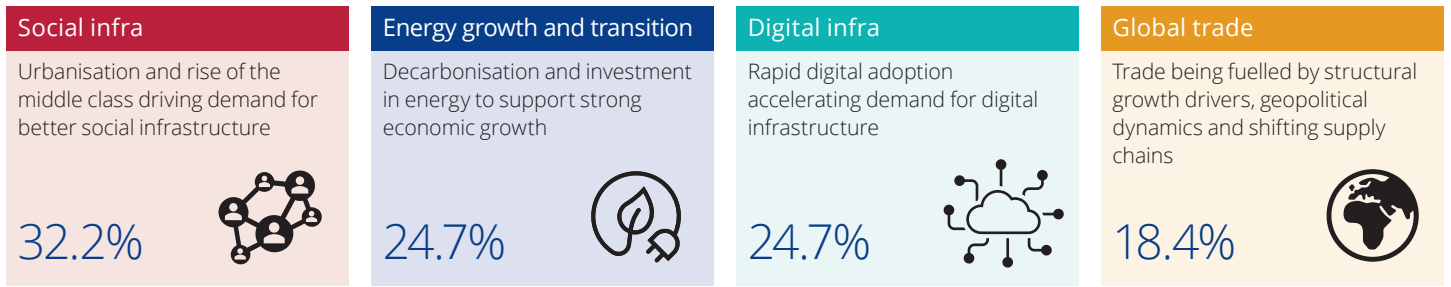 Social infra
Urbanisation and rise of the
middle class driving demand for
better social infrastructure
32.2%
Energy growth and transition
Decarbonisation and investment
in energy to support strong
economic growth
24.7%
Digital infra
Rapid digital adoption
accelerating demand for digital
infrastructure
24.7%
Global trade
Trade being fuelled by structural
growth drivers, geopolitical
dynamics and shifting supply
chains
18.4%